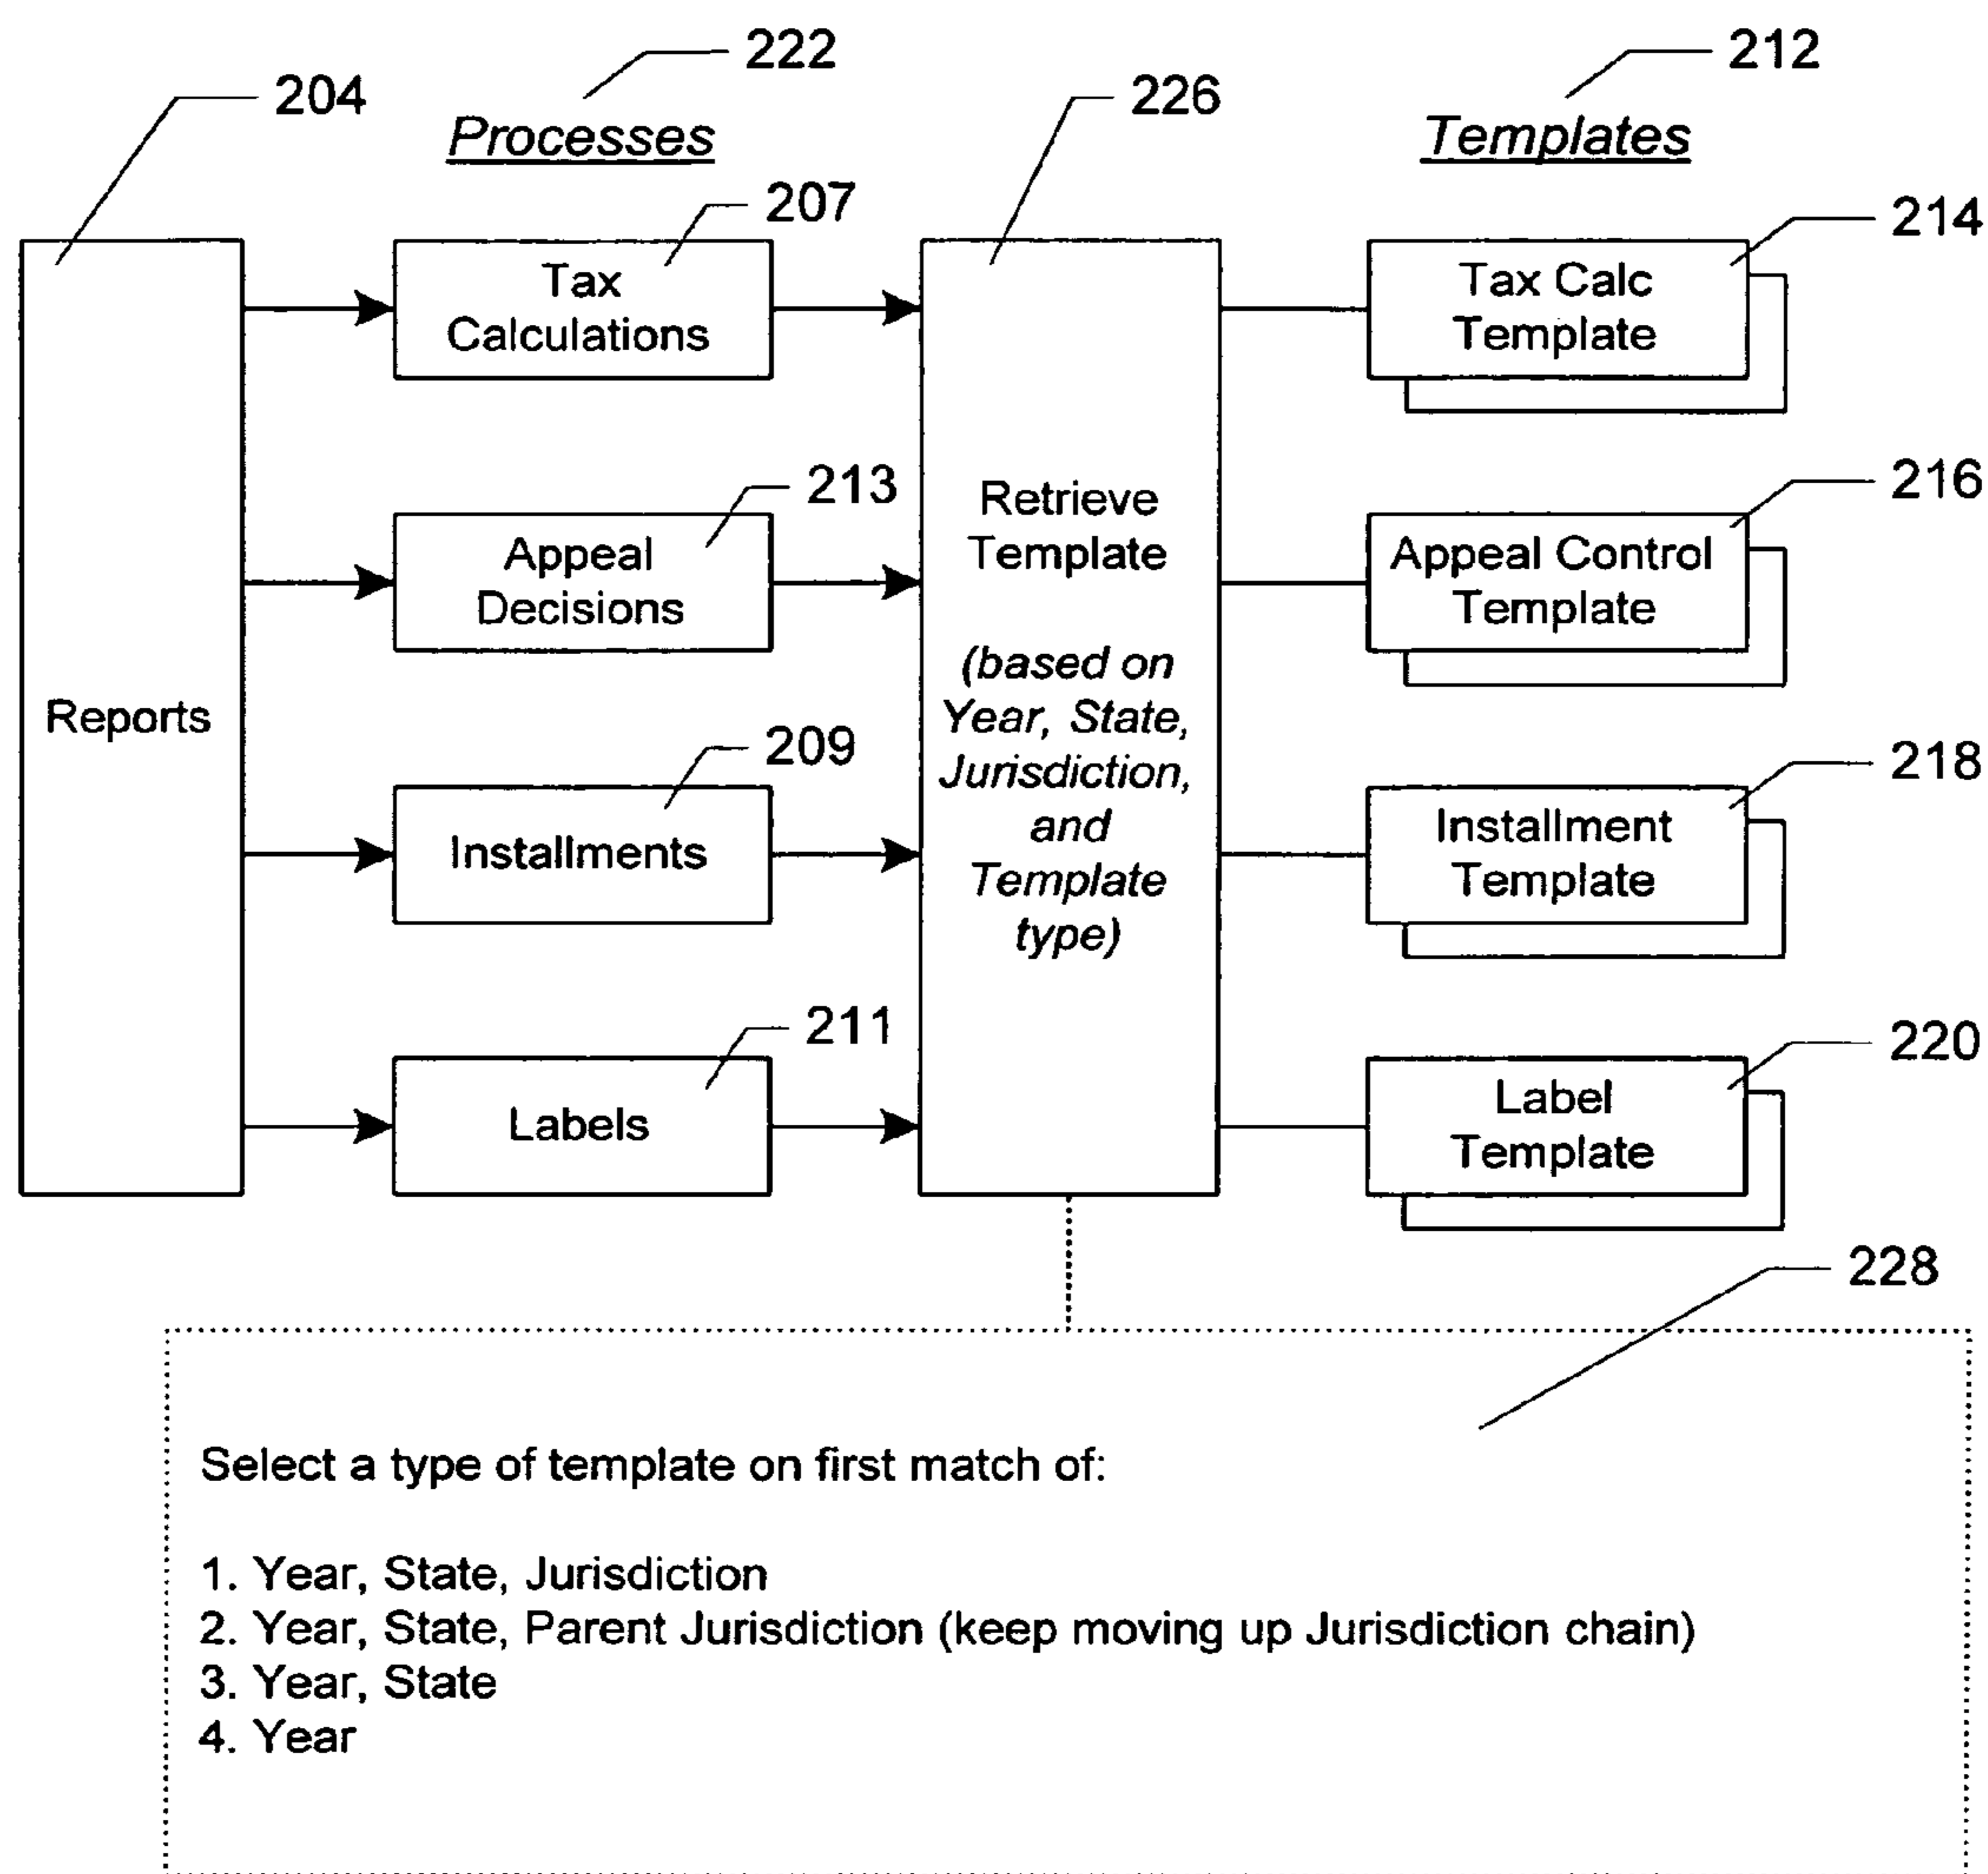 222
212
204
226
Processes
Templates
207
214
Tax
Calculations
Tax Calc
Template
213
216
Appeal
Decisions
Retrieve
Template
(based on
Year, State,
Jurisdiction,
and
Template
type)
Appeal Control
Template
Reports
209
218
Installments
Installment
Template
211
220
Labels
Label
Template
228
Select a type of template on first match of:
1. Year, State, Jurisdiction
2. Year, State, Parent Jurisdiction (keep moving up Jurisdiction chain)
3. Year, State
4. Year